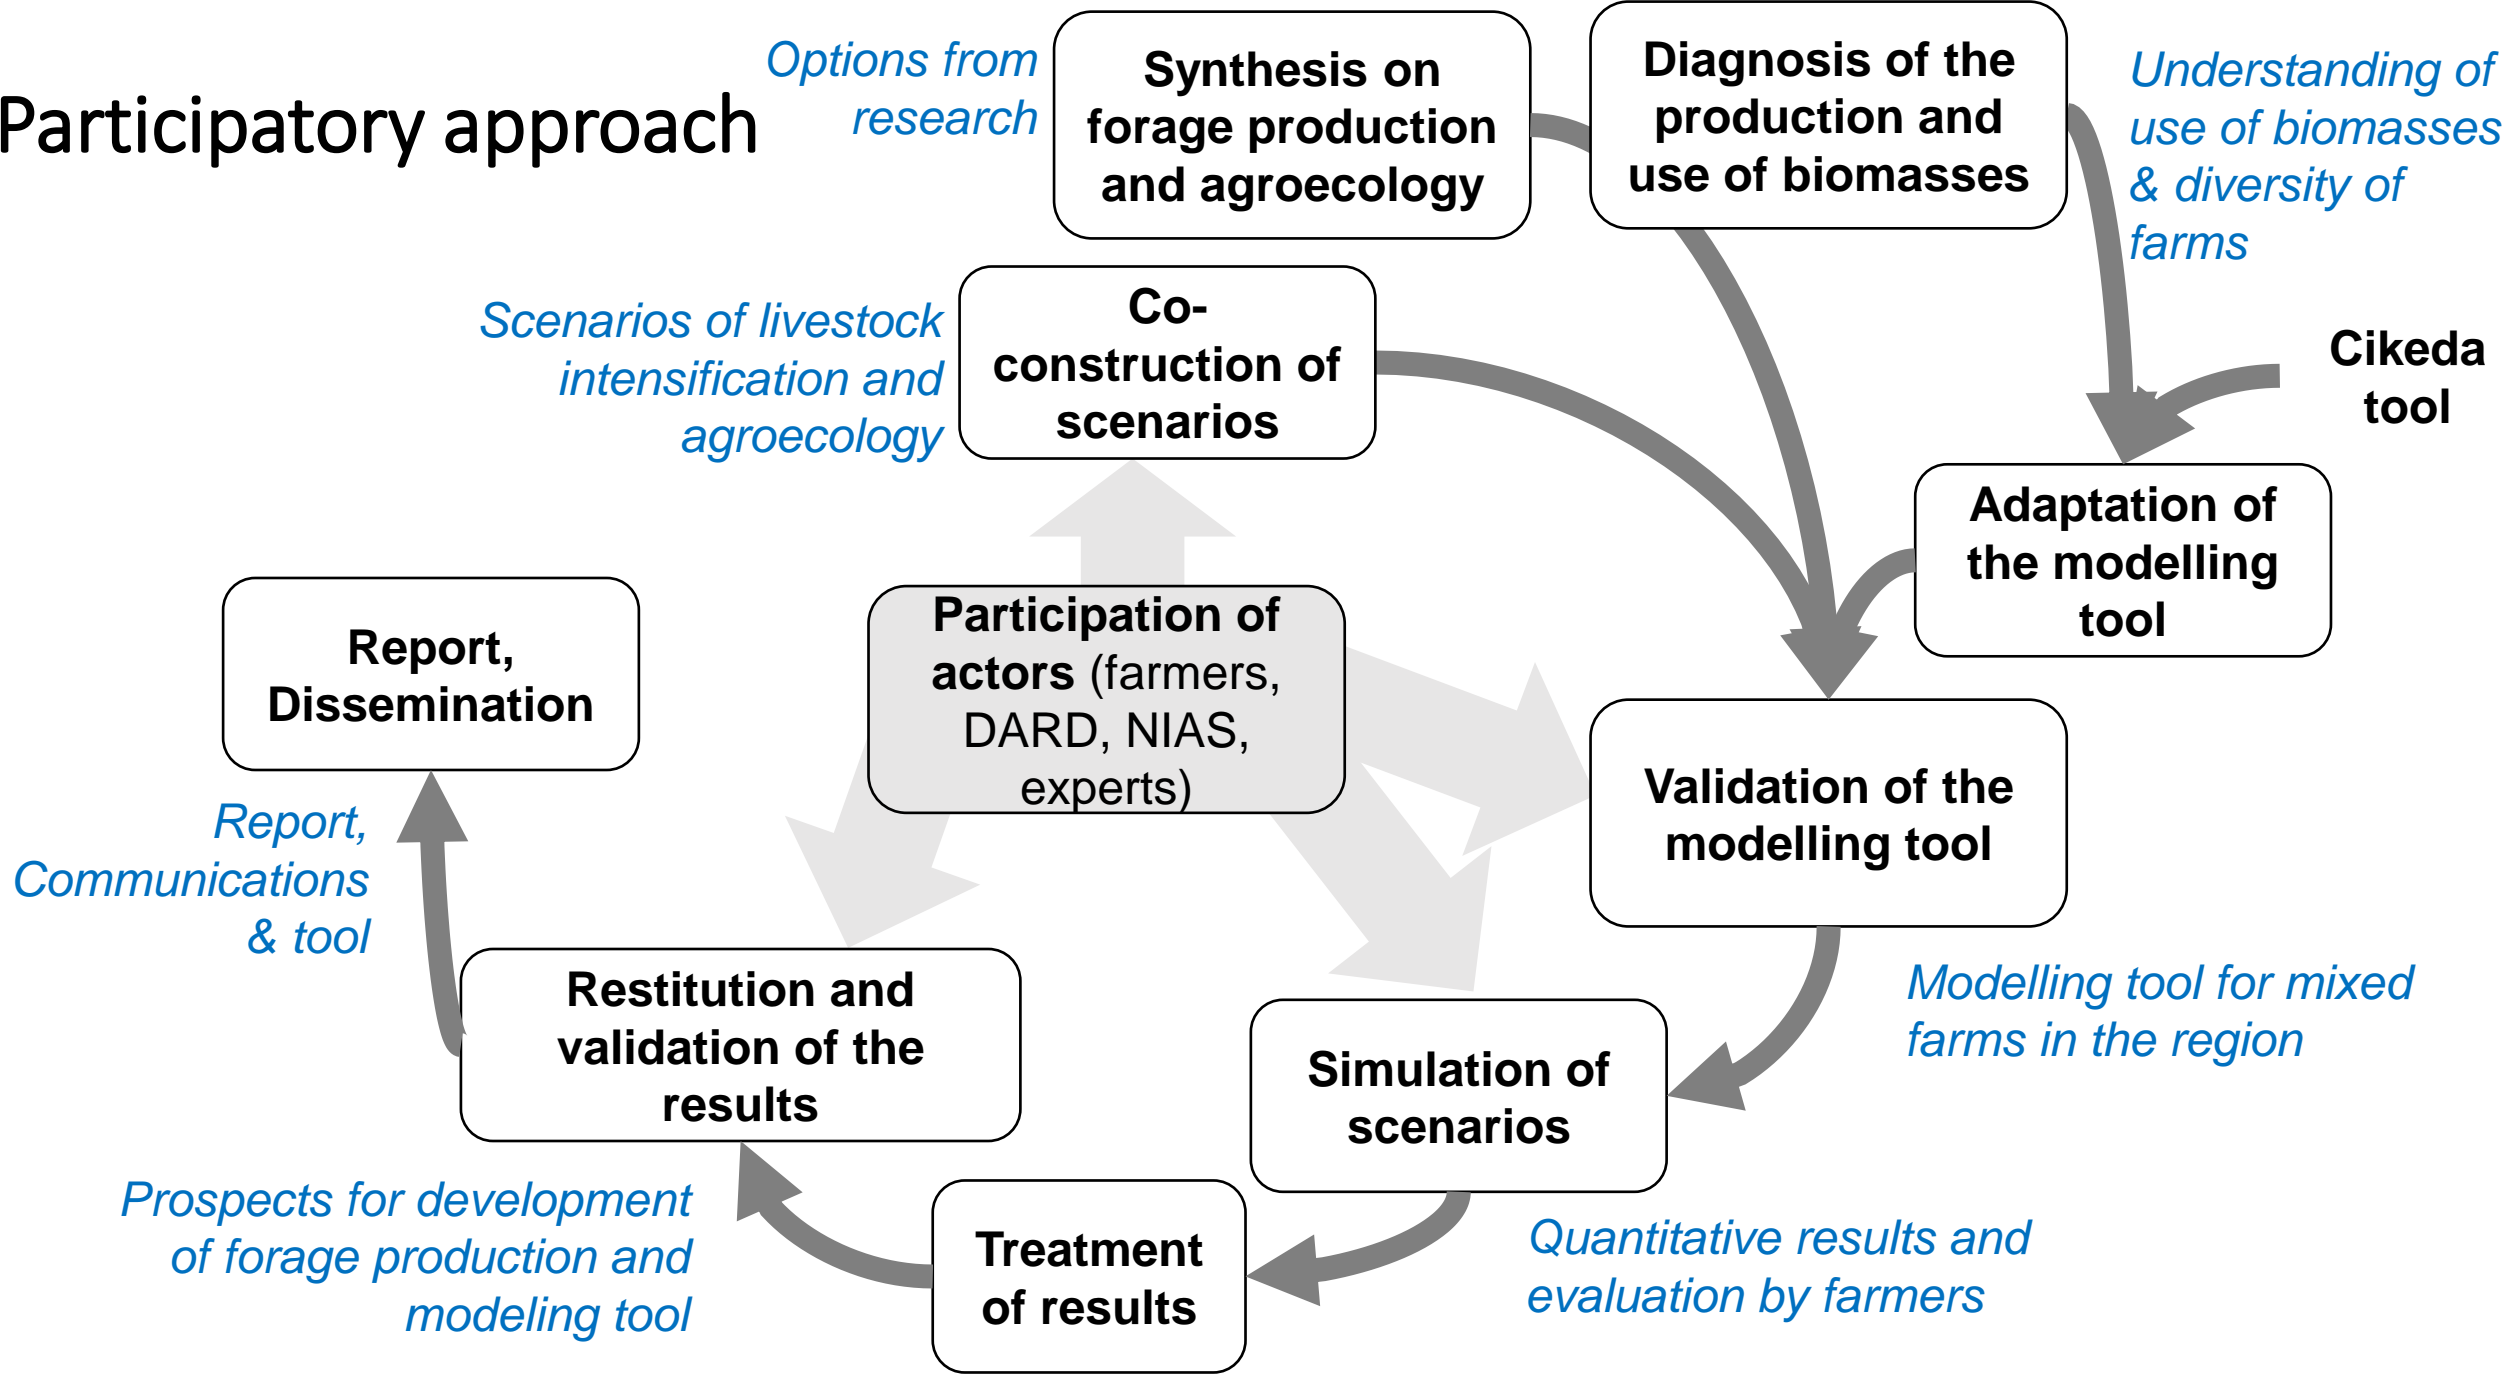 Participatory approach
Options from
research
Synthesis on
forage production
and agroecology
Diagnosis of the
production and
use of biomasses
Understanding of
use of biomasses
& diversity of
farms
Scenarios of livestock
intensification and
agroecology
Co-
construction of
scenarios
Cikeda
tool
Adaptation of
the modelling
tool
Participation of
actors (farmers,
DARD, NIAS,
experts)
Report,
Dissemination
Validation of the
modelling tool
Report,
Communications
& tool
Restitution and
validation of the
results
Modelling tool for mixed
farms in the region
Simulation of
scenarios
Prospects for development
of forage production and
modeling tool
Treatment
of results
Quantitative results and
evaluation by farmers